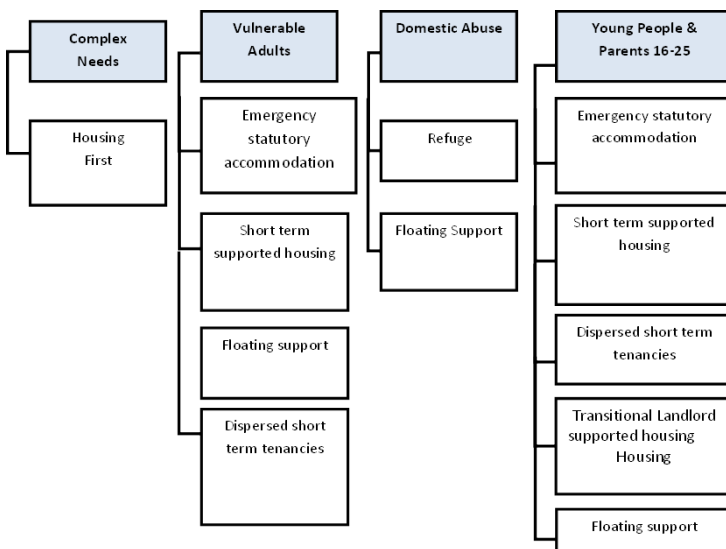 Complex
Needs
Housing
First
Vulnerable
Adults
Emergency
statutory
accommodation
Short term
supported housing
Floating support
Dispersed short
term tenancies
Domestic Abuse
Refuge
Floating Support
Young People &
Parents 16-25
Emergency statutory
accommodation
Short term supported
housing
Dispersed short term
tenancies
Transitional Landlord
supported housing
Housing
Floating support